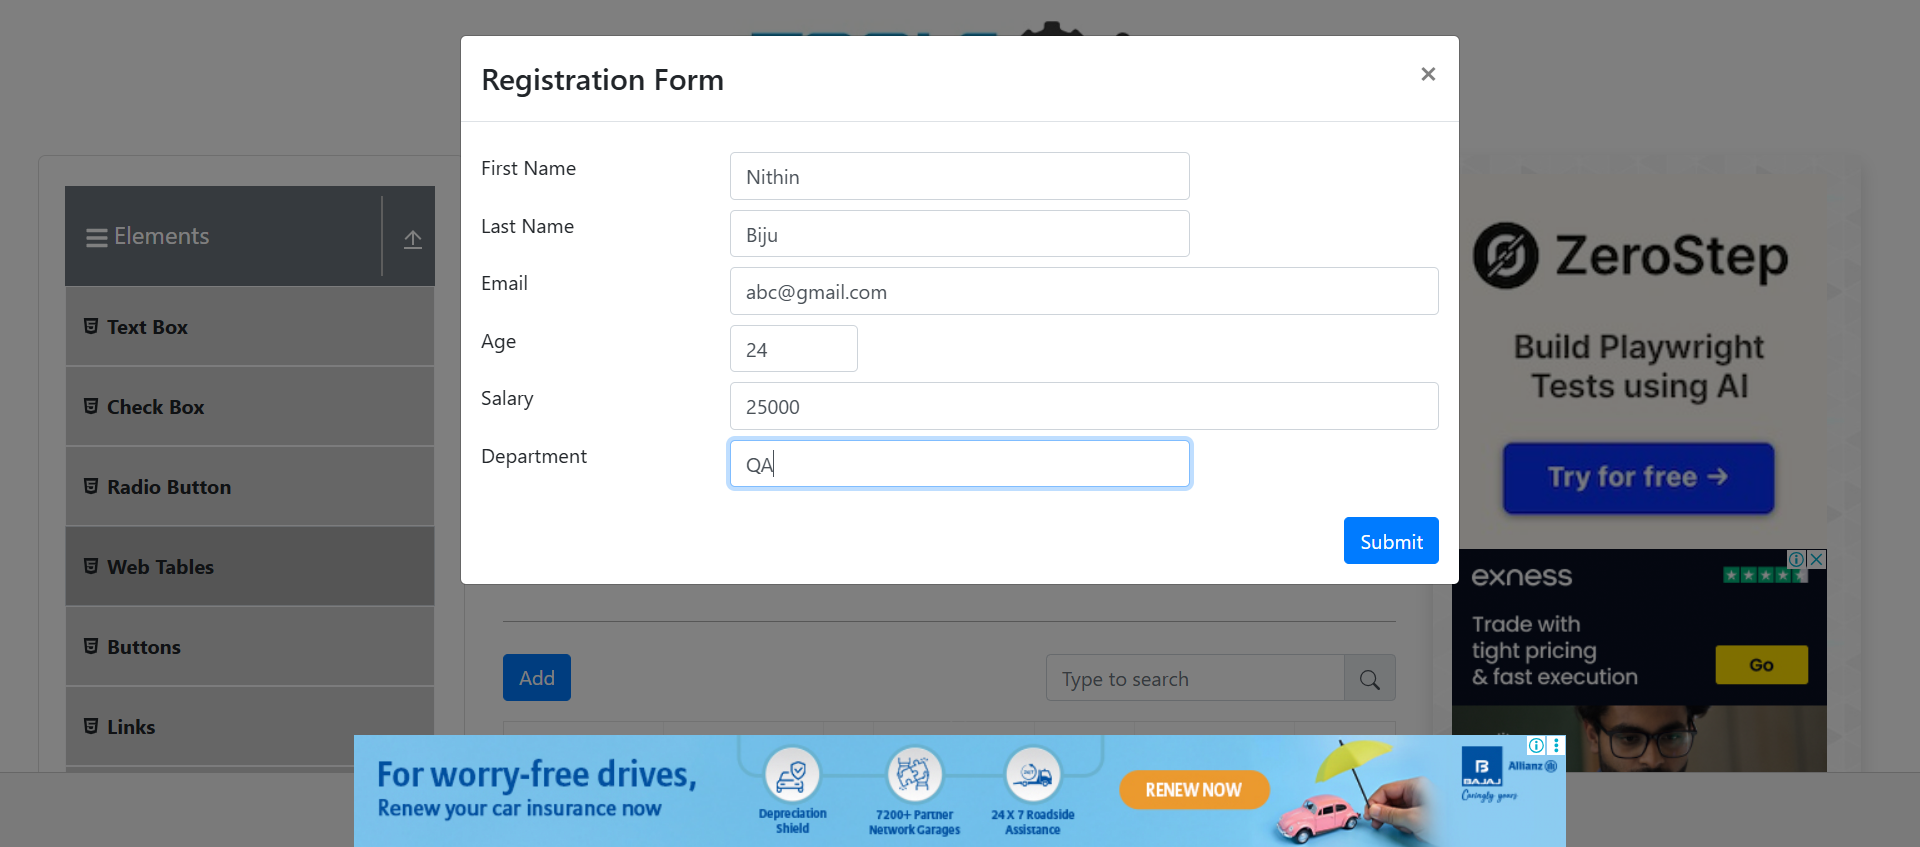 Registration Form
×
First Name
Nithin
Last Name
Biju
Email
abc@gmail.com
Age
24
Salary
25000
Department
QA
Submit
Elements
Text Box
Check Box
Radio Button
Web Tables
Buttons
Links
Add
Type to search
ZeroStep
Build Playwright
Tests using AI
Try for free →
exness
Trade with
tight pricing
& fast execution
Go
For worry-free drives,
Renew your car insurance now
Depreciation
Shield
7200+ Partner
Network Garages
24 X 7 Roadside
Assistance
RENEW NOW
B
BAJAJ
Allianz
Caringly yours